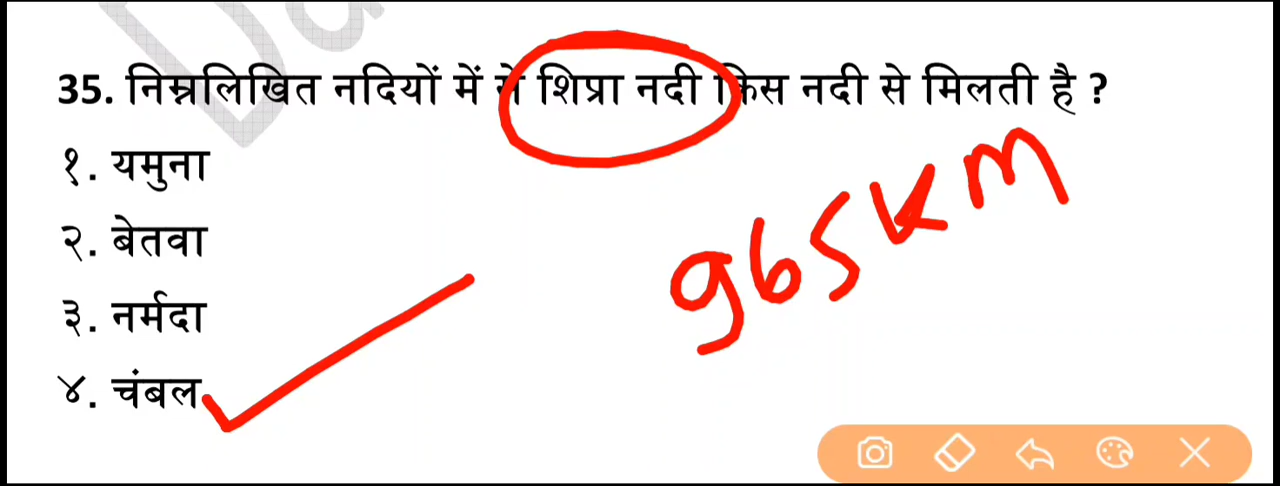 35. निम्नलिखित नदियों में से शिप्रा नदी किस नदी से मिलती है ?
१. यमुना
२. बेतवा
३. नर्मदा
४. चंबल
965KM